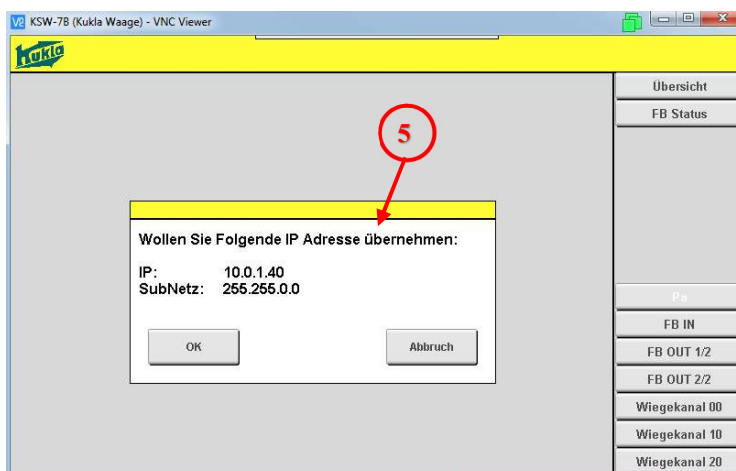 KSW-7B (Kukla Waage) - VNC Viewer
Kukla
Übersicht
FB Status
5
Wollen Sie Folgende IP Adresse übernehmen:
IP: 10.0.1.40
SubNetz: 255.255.0.0
OK Abbruch
Pa
FB IN
FB OUT 1/2
FB OUT 2/2
Wiegekanal 00
Wiegekanal 10
Wiegekanal 20